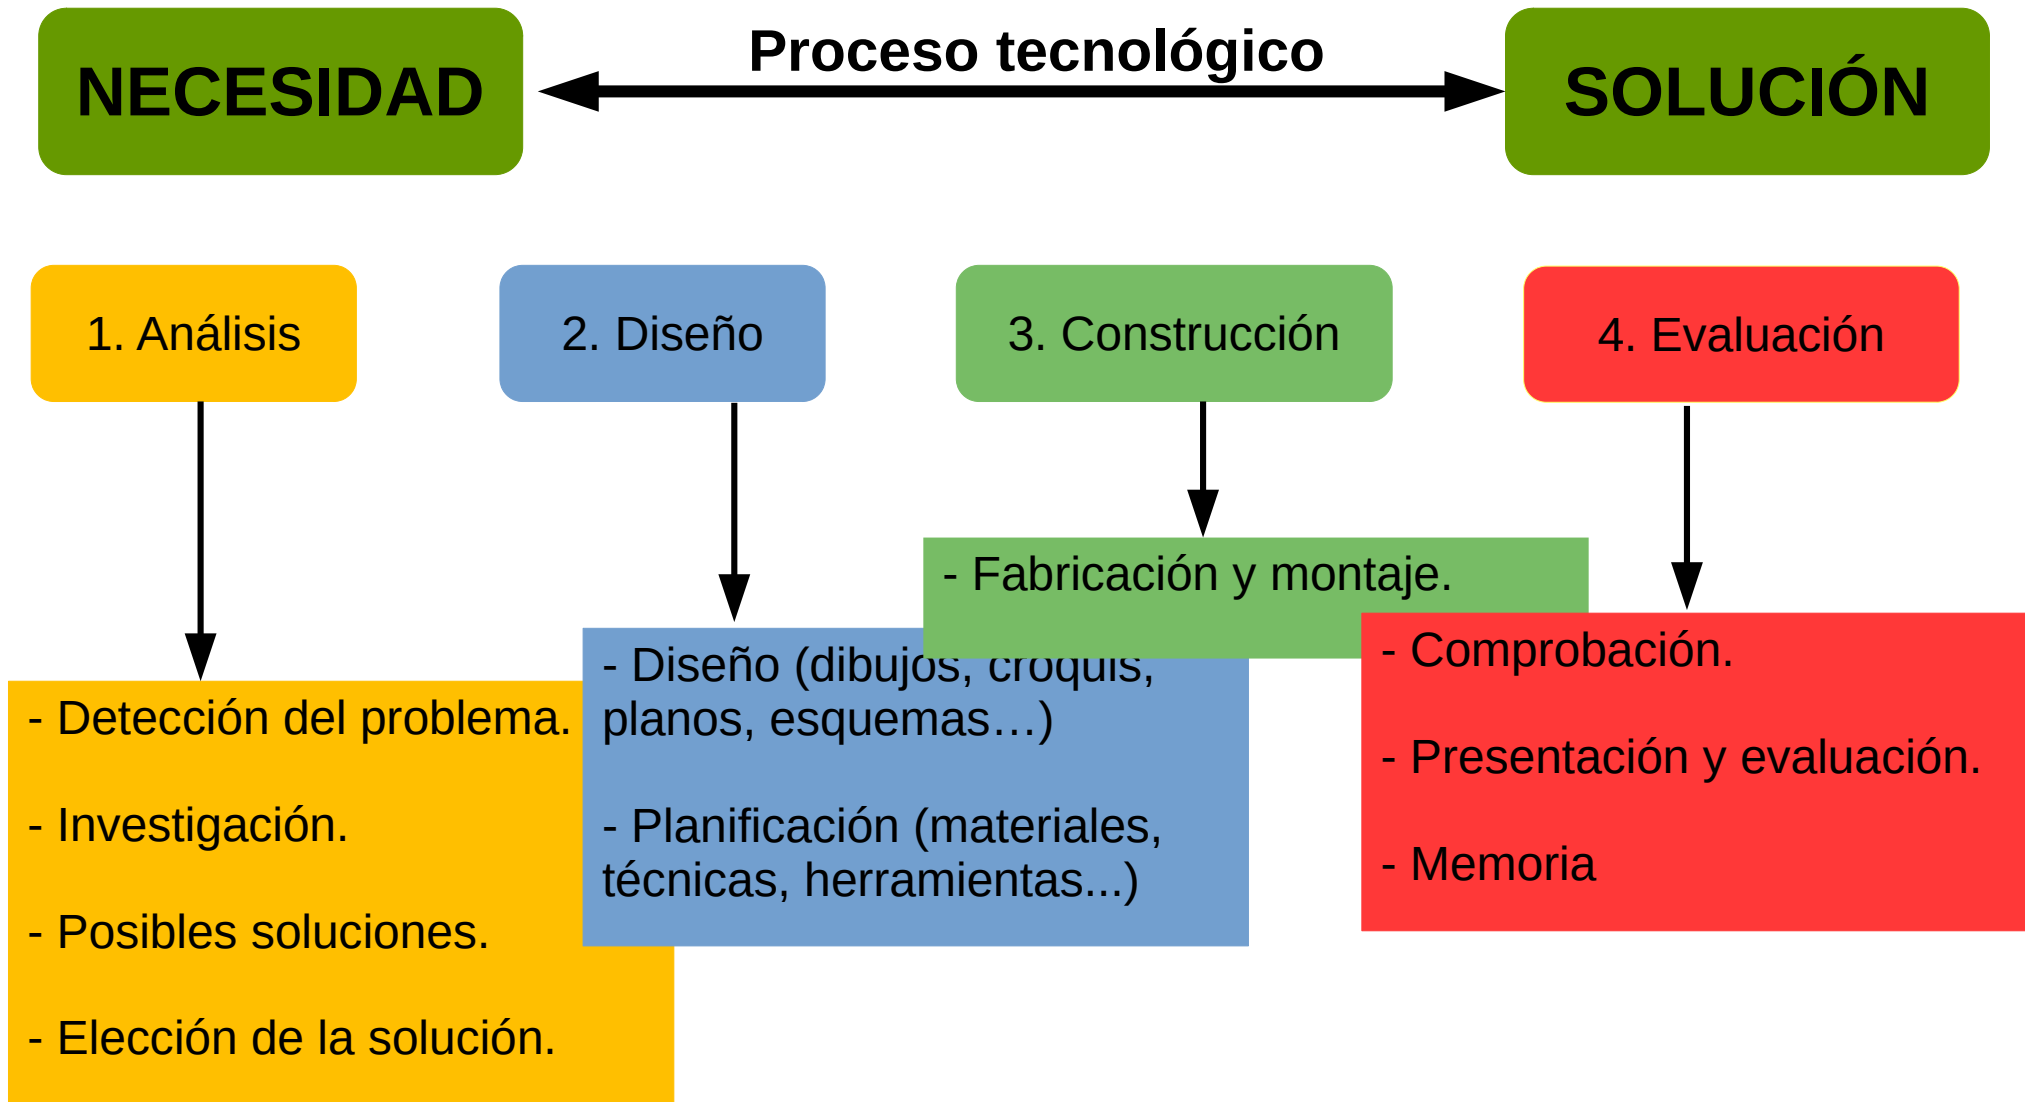 NECESIDAD
Proceso tecnológico
SOLUCIÓN
1. Análisis
2. Diseño
3. Construcción
4. Evaluación
- Detección del problema.
- Investigación.
- Posibles soluciones.
- Elección de la solución.
- Diseño (dibujos, croquis,
planos, esquemas…)
- Planificación (materiales,
técnicas, herramientas...)
- Fabricación y montaje.
- Comprobación.
- Presentación y evaluación.
- Memoria